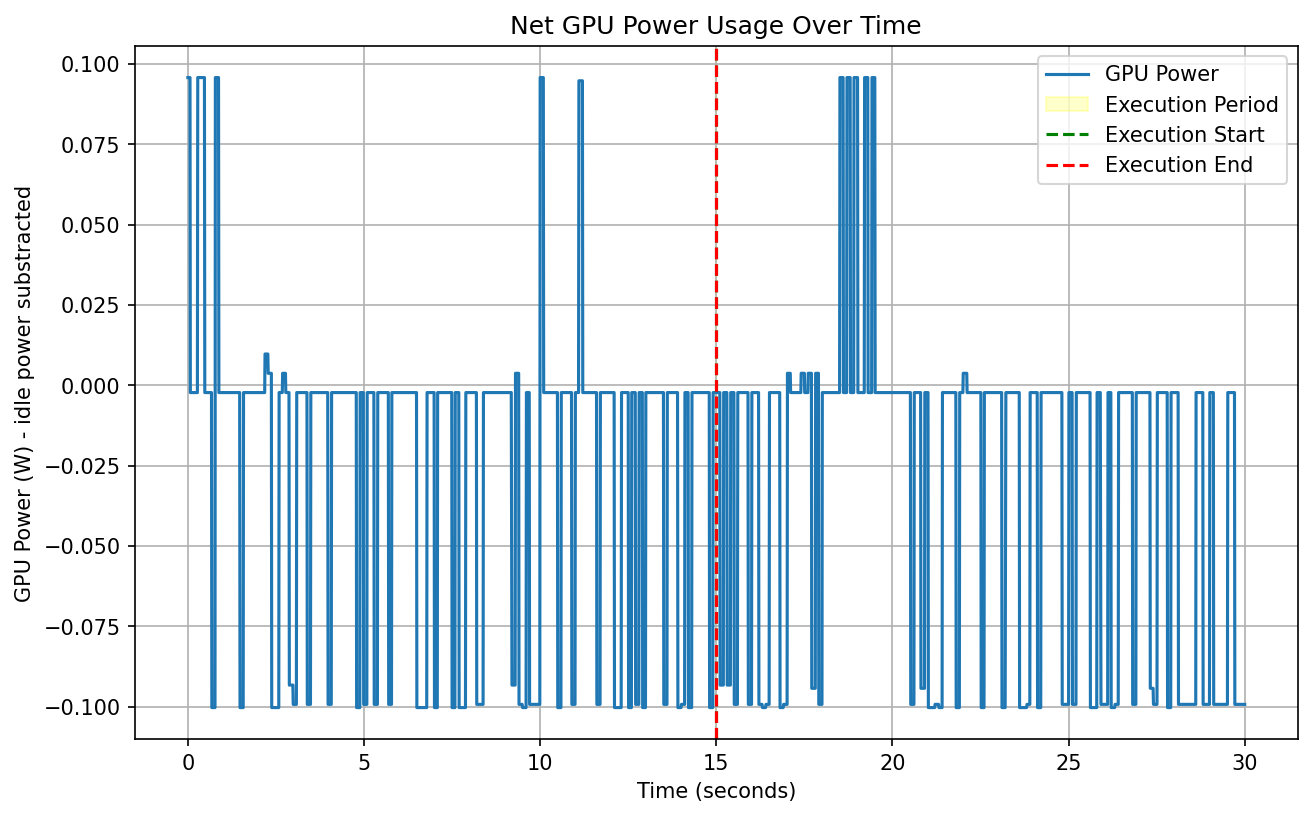 Net GPU Power Usage Over Time
GPU Power (W) - idle power substracted
0.100
0.075
0.050
0.025
0.000
−0.025
−0.050
−0.075
−0.100
GPU Power
Execution Period
Execution Start
Execution End
0 5 10 15 20 25 30
Time (seconds)